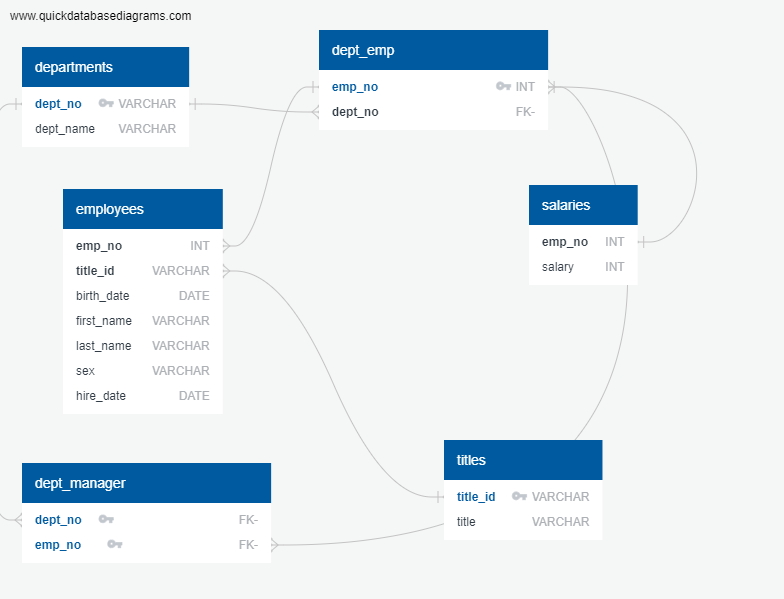 www.quickdatabasediagrams.com
departments
dept_no VARCHAR
dept_name VARCHAR
dept_emp
emp_no INT
dept_no FK-
employees
emp_no INT
title_id VARCHAR
birth_date DATE
first_name VARCHAR
last_name VARCHAR
sex VARCHAR
hire_date DATE
salaries
emp_no INT
salary INT
dept_manager
dept_no FK-
emp_no FK-
titles
title_id VARCHAR
title VARCHAR